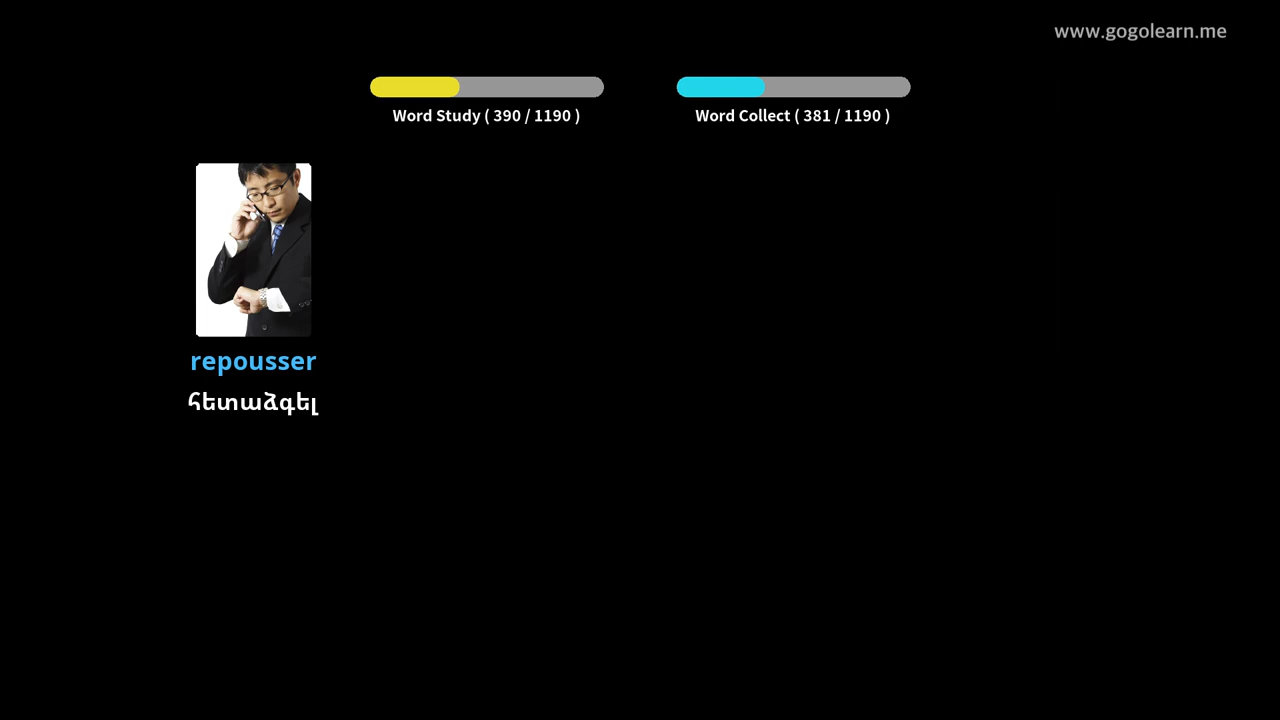 www.gogolearn.me
Word Study ( 390 / 1190 )
Word Collect ( 381 / 1190 )
repousser
հետաձգել